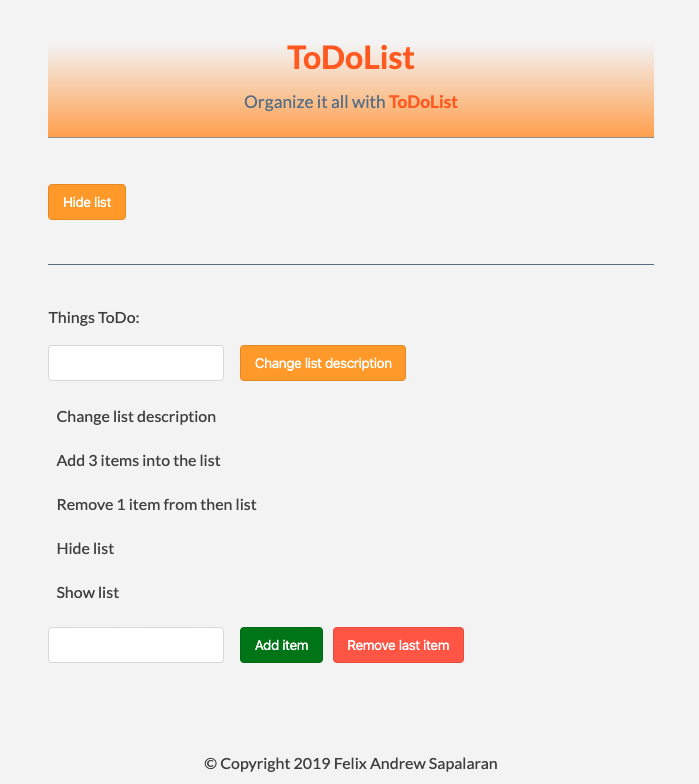 ToDoList
Organize it all with ToDoList
Hide list
Things ToDo:
Change list description
Change list description
Add 3 items into the list
Remove 1 item from then list
Hide list
Show list
Add item Remove last item
© Copyright 2019 Felix Andrew Sapalaran